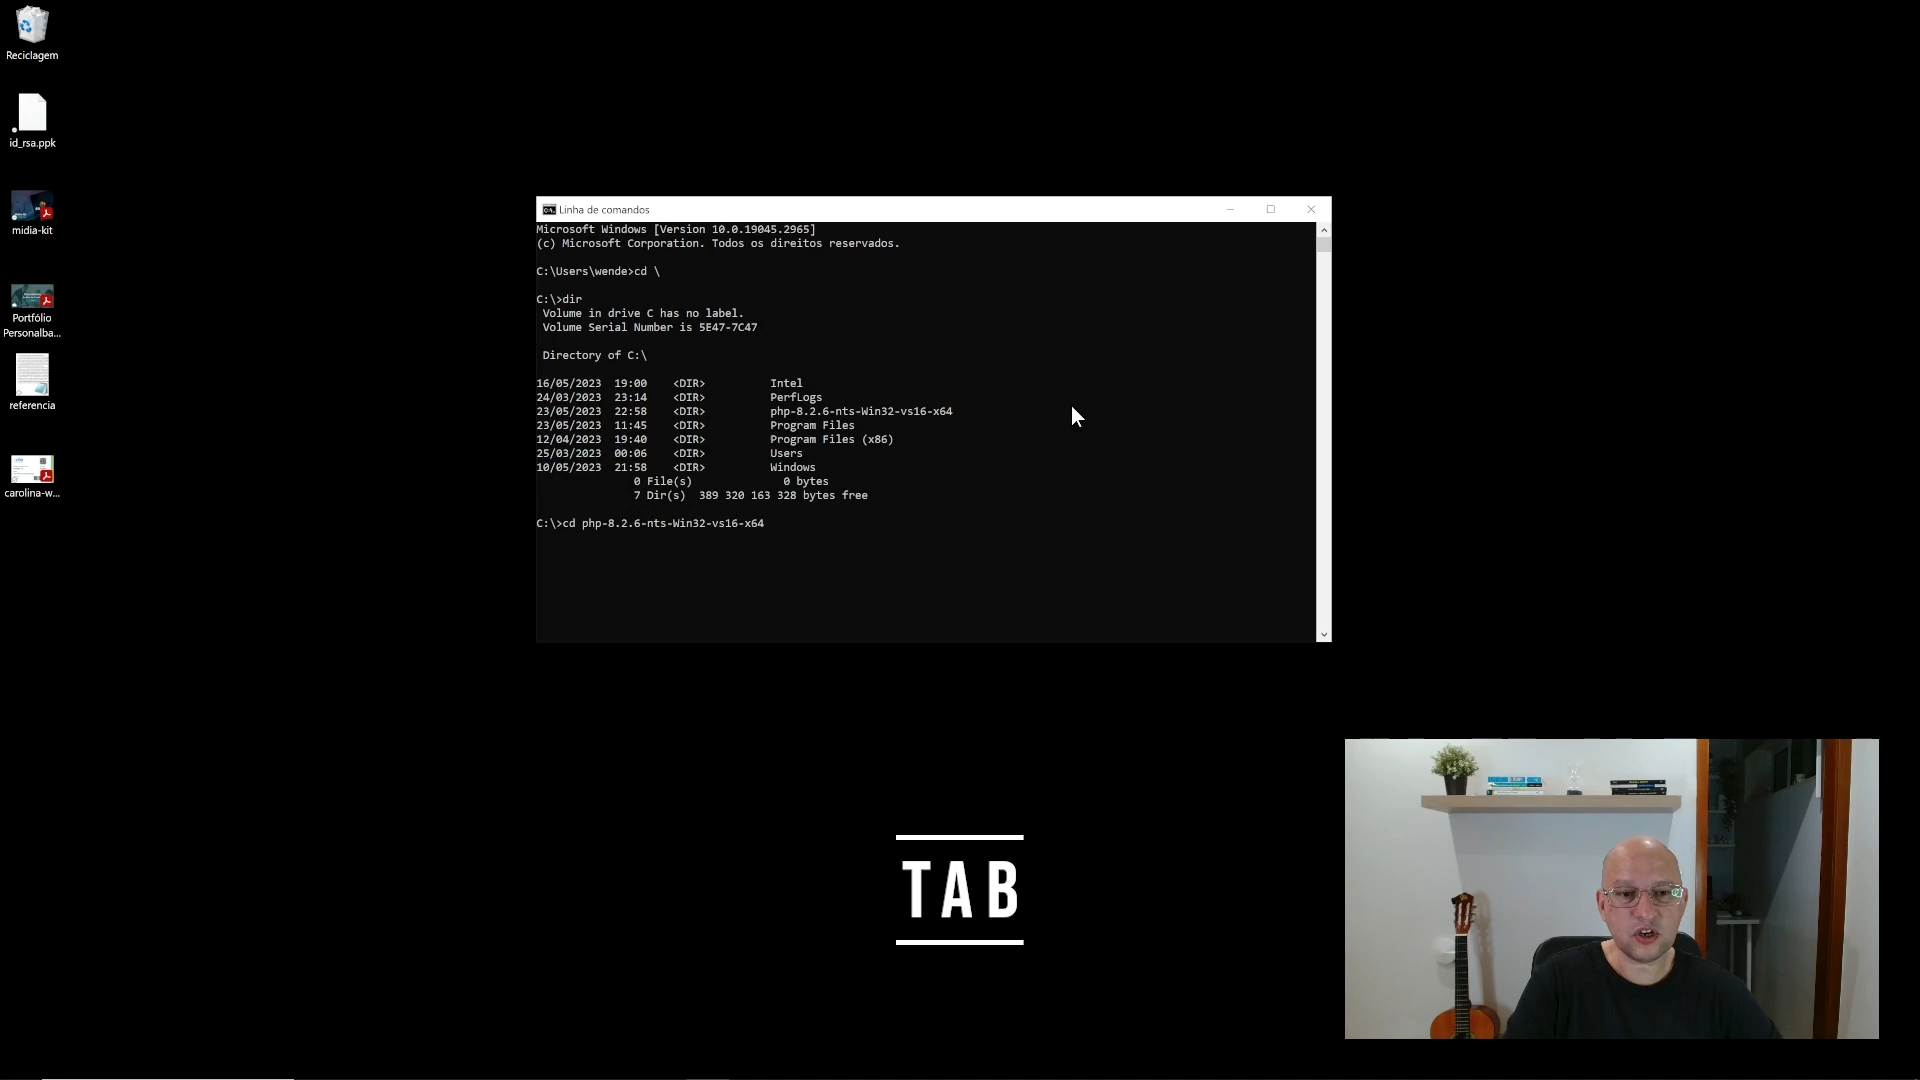 Reciclagem
id_rsa.ppk
midia-kit
Portfólio
Personalba...
referencia
carolina-w...
Linha de comandos
Microsoft Windows [Version 10.0.19045.2965]
(c) Microsoft Corporation. Todos os direitos reservados.
C:\Users\wende>cd \
C:\>dir
Volume in drive C has no label.
Volume Serial Number is 5E47-7C47
Directory of C:\
16/05/2023 19:00 <DIR> Intel
24/03/2023 23:14 <DIR> PerfLogs
23/05/2023 22:58 <DIR> php-8.2.6-nts-Win32-vs16-x64
23/05/2023 11:45 <DIR> Program Files
12/04/2023 19:40 <DIR> Program Files (x86)
25/03/2023 00:06 <DIR> Users
10/05/2023 21:58 <DIR> Windows
0 File(s) 0 bytes
7 Dir(s) 389 320 163 328 bytes free
C:\>cd php-8.2.6-nts-Win32-vs16-x64
TAB